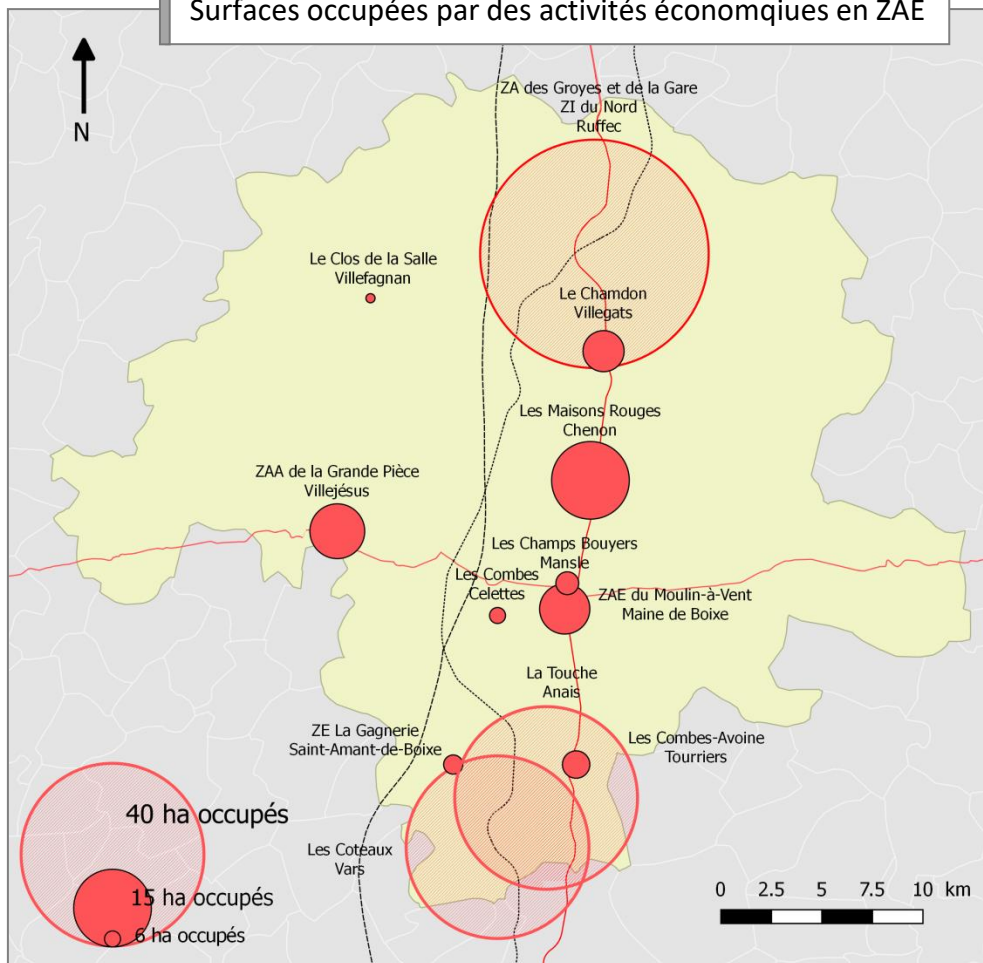 Surfaces occupées par des activités économqiues en ZAE
N
ZA des Groyes et de la Gare
ZI du Nord
Ruffec
Le Clos de la Salle
Villefagnan
Le Chamdon
Villegats
Les Maisons Rouges
Chenon
ZAA de la Grande Pièce
Villejésus
Les Champs Bouyers
Mansle
Les Combes
Celettes
ZAE du Moulin-à-Vent
Maine de Boixe
La Touche
Anais
ZE La Gagnerie
Saint-Amant-de-Boixe
Les Combes-Avoine
Tourriers
Les Coteaux
Vars
40 ha occupés
15 ha occupés
6 ha occupés
0 2.5 5 7.5 10 km